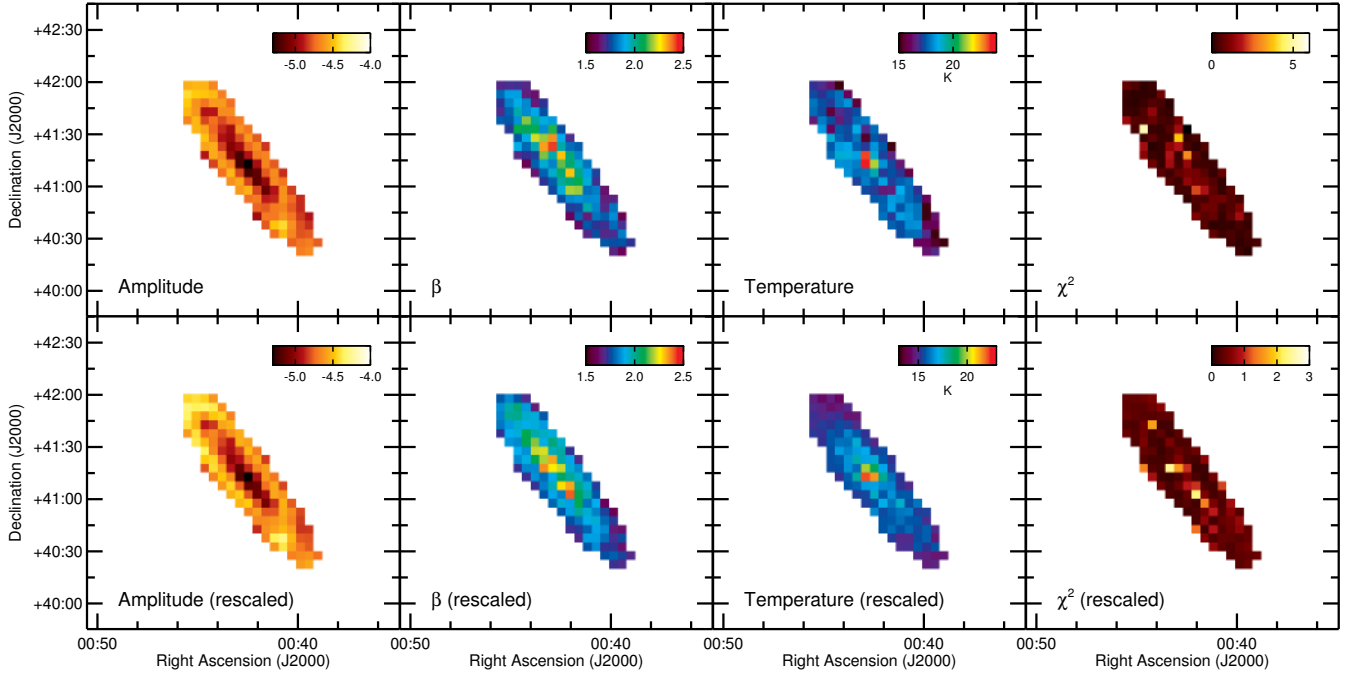 +42:30
+42:00
+41:30
+41:00
+40:30
+40:00
Declination (J2000)
-5.0 -4.5 -4.0
Amplitude
1.5 2.0 2.5
β
15 20
K
Temperature
0 5
χ²
+42:30
+42:00
+41:30
+41:00
+40:30
+40:00
Declination (J2000)
-5.0 -4.5 -4.0
Amplitude (rescaled)
1.5 2.0 2.5
β (rescaled)
15 20
K
Temperature (rescaled)
0 1 2 3
χ² (rescaled)
00:50 00:40 00:50 00:40 00:50 00:40 00:50 00:40
Right Ascension (J2000) Right Ascension (J2000) Right Ascension (J2000) Right Ascension (J2000)